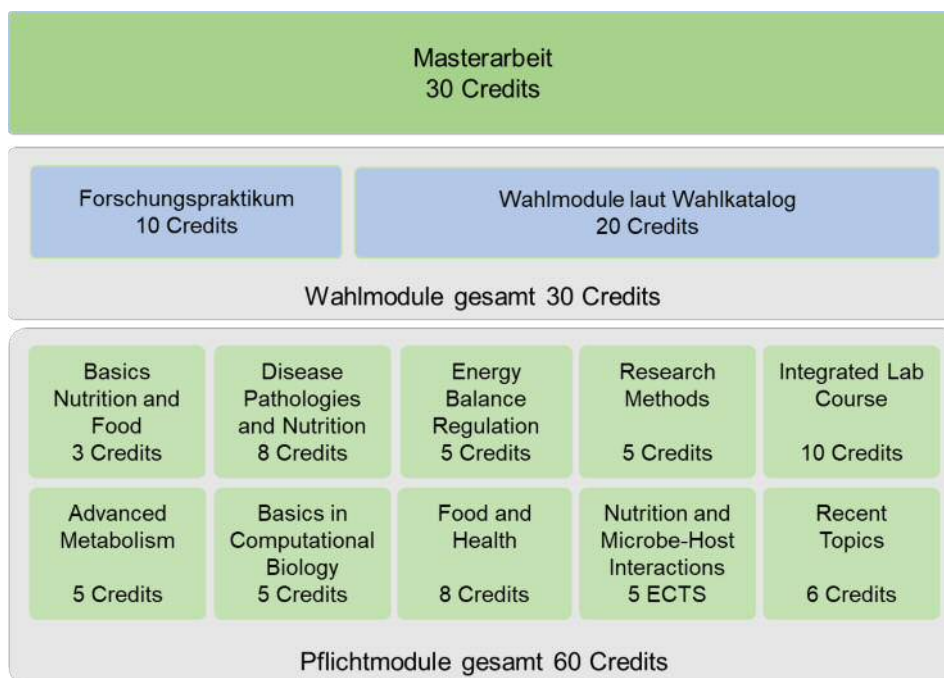 Masterarbeit
30 Credits
Forschungspraktikum
10 Credits
Wahlmodule laut Wahlkatalog
20 Credits
Wahlmodule gesamt 30 Credits
Basics
Nutrition and
Food
3 Credits
Disease
Pathologies
and Nutrition
8 Credits
Energy
Balance
Regulation
5 Credits
Research
Methods
5 Credits
Integrated Lab
Course
10 Credits
Advanced
Metabolism
5 Credits
Basics in
Computational
Biology
5 Credits
Food and
Health
8 Credits
Nutrition and
Microbe-Host
Interactions
5 ECTS
Recent
Topics
6 Credits
Pflichtmodule gesamt 60 Credits